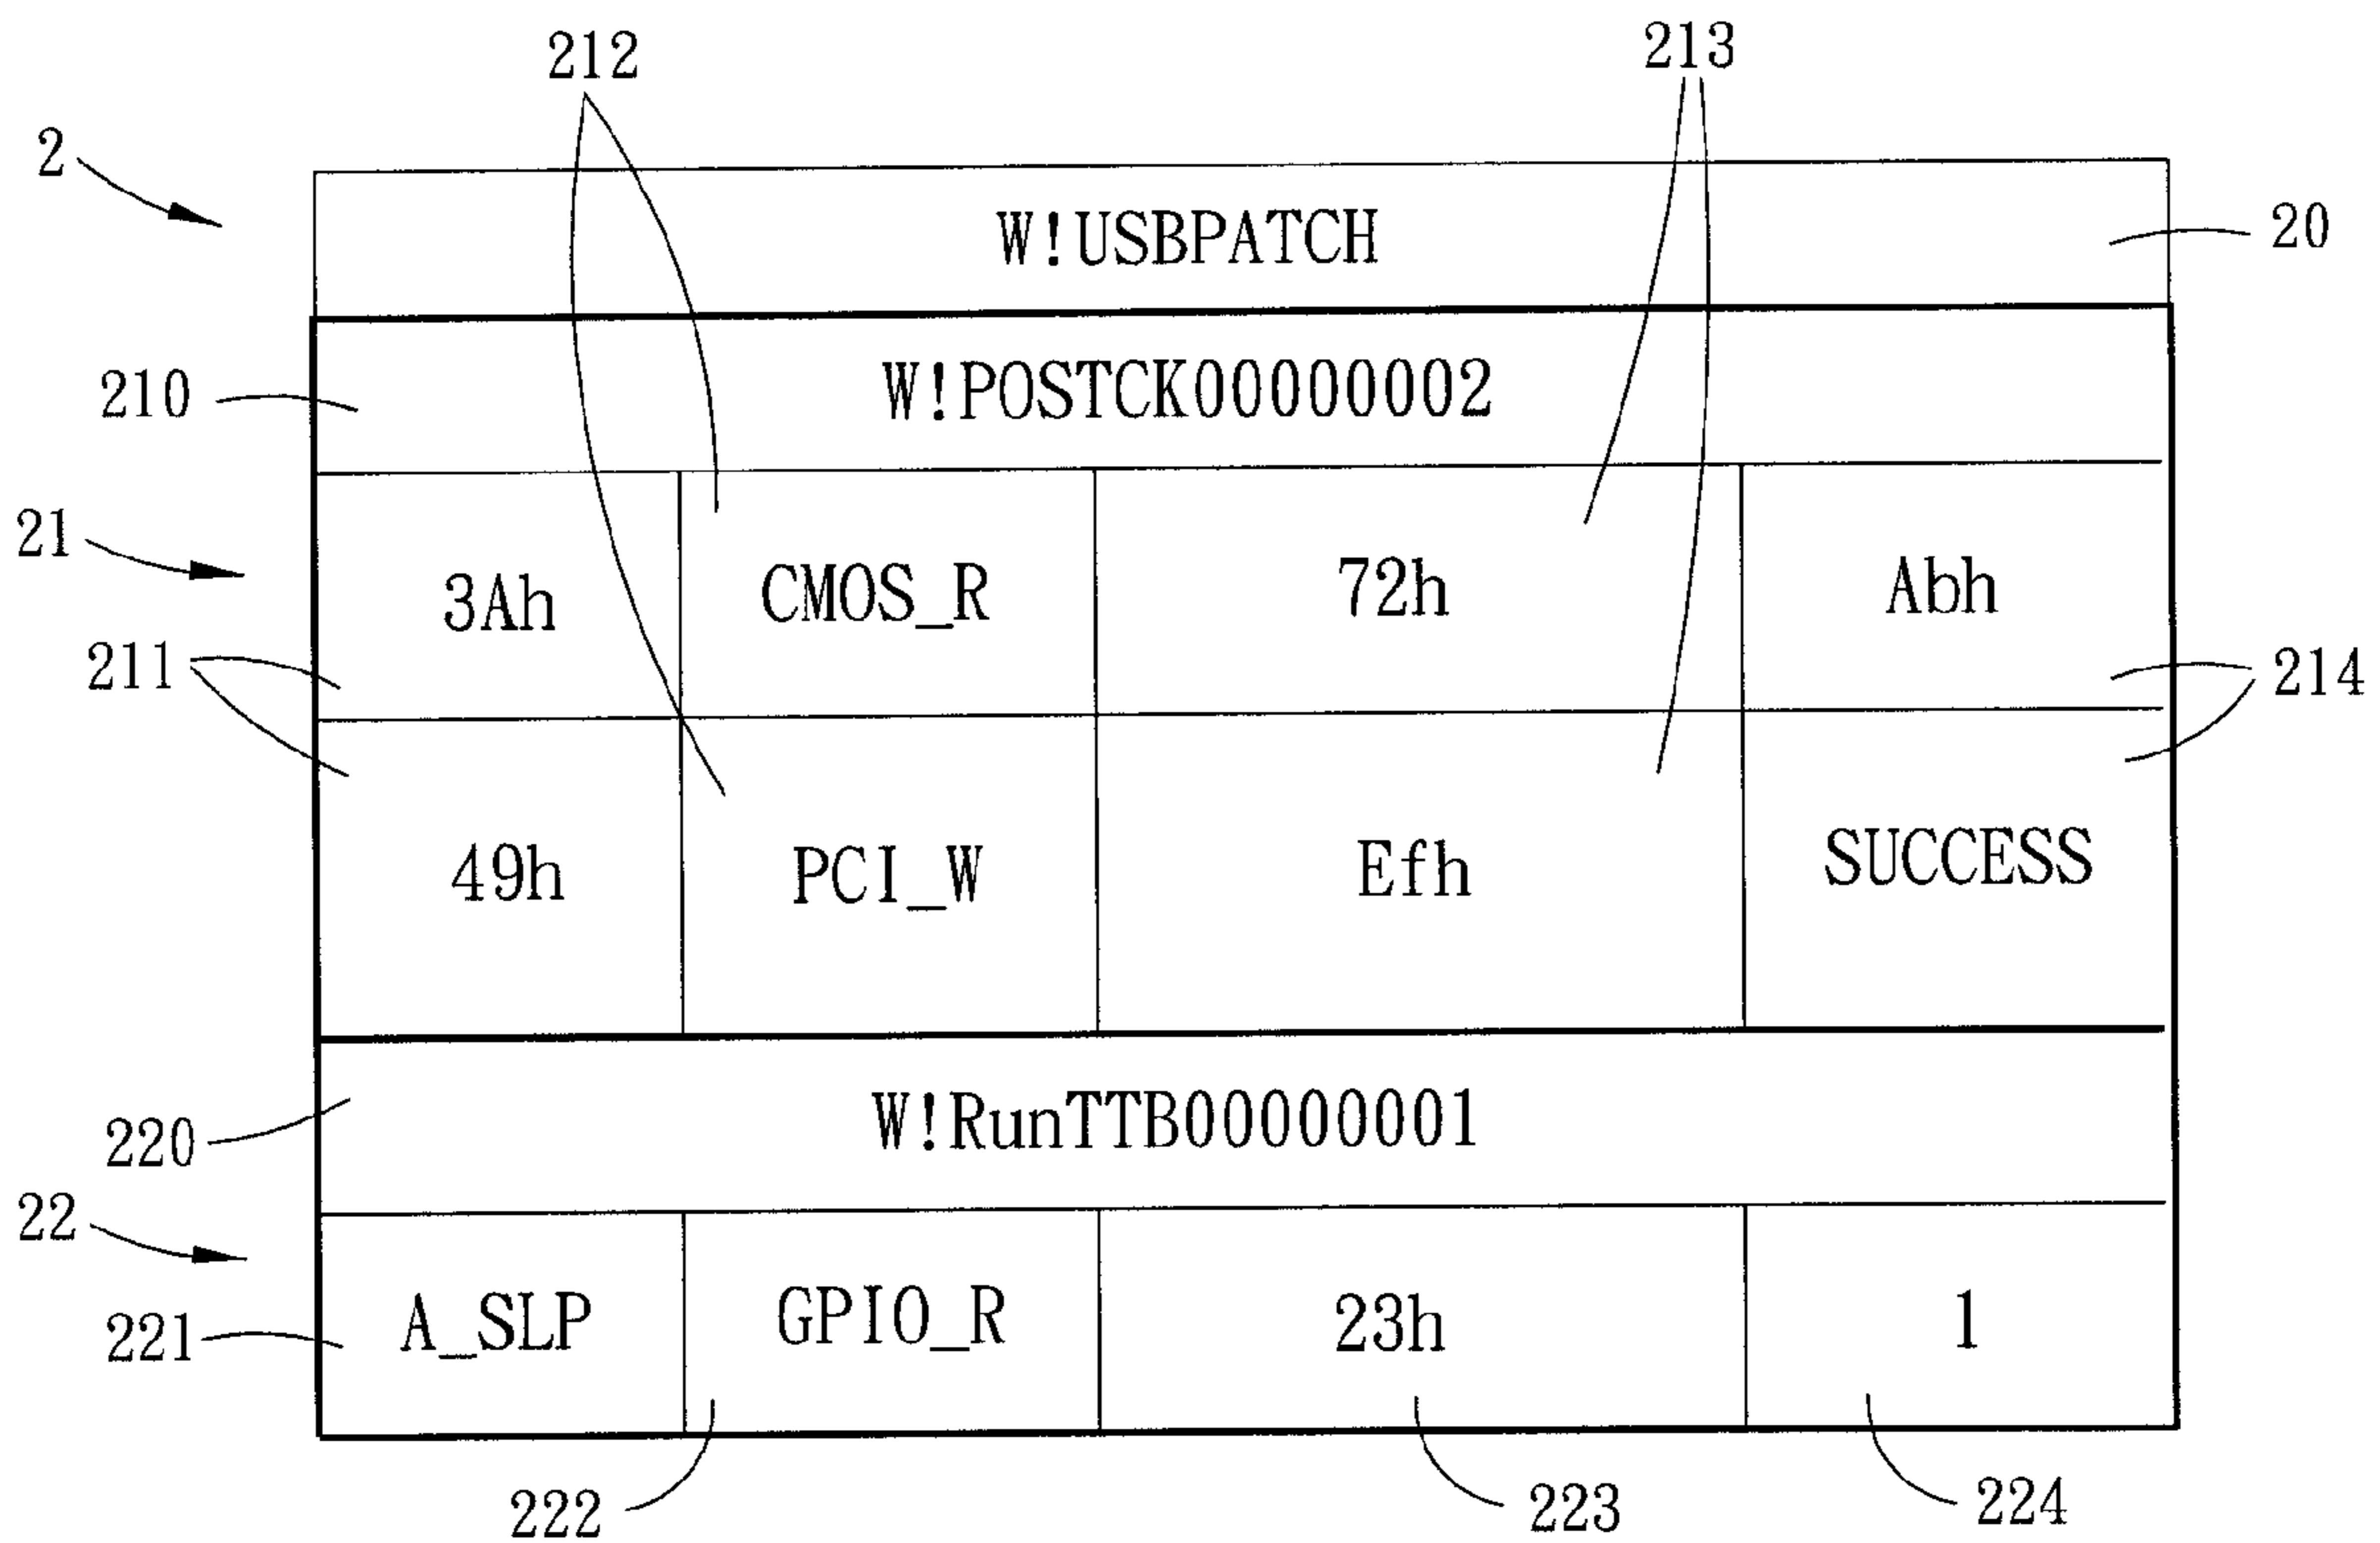 212 213
2
W!USBPATCH 20
210 W!POSTCK00000002
21
3Ah CMOS_R 72h Abh
211 214
49h PCI_W Efh SUCCESS
220 W!RunTTB00000001
22
221 A_SLP GPIO_R 23h 1
222 223 224